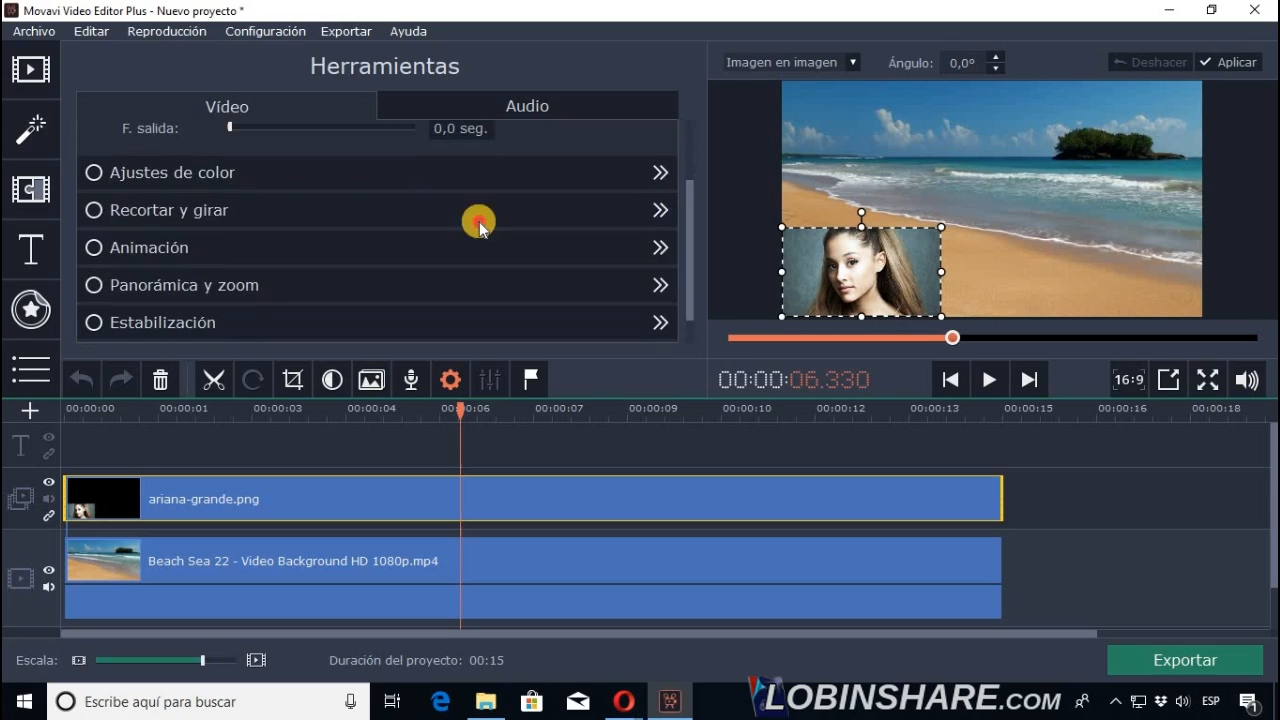 Movavi Video Editor Plus - Nuevo proyecto *
Archivo Editar Reproducción Configuración Exportar Ayuda
Herramientas
Vídeo Audio
F. salida: 0,0 seg.
Ajustes de color
Recortar y girar
Animación
Panorámica y zoom
Estabilización
Imagen en imagen Ángulo: 0,0° Deshacer Aplicar
00:00:06.330 16:9
00:00:00 00:00:01 00:00:03 00:00:04 00:00:06 00:00:07 00:00:09 00:00:10 00:00:12 00:00:13 00:00:15 00:00:16 00:00:18
T
ariana-grande.png
Beach Sea 22 - Video Background HD 1080p.mp4
Escala: Duración del proyecto: 00:15 Exportar
Escribe aquí para buscar LOBINSHARE.COM ESP 1